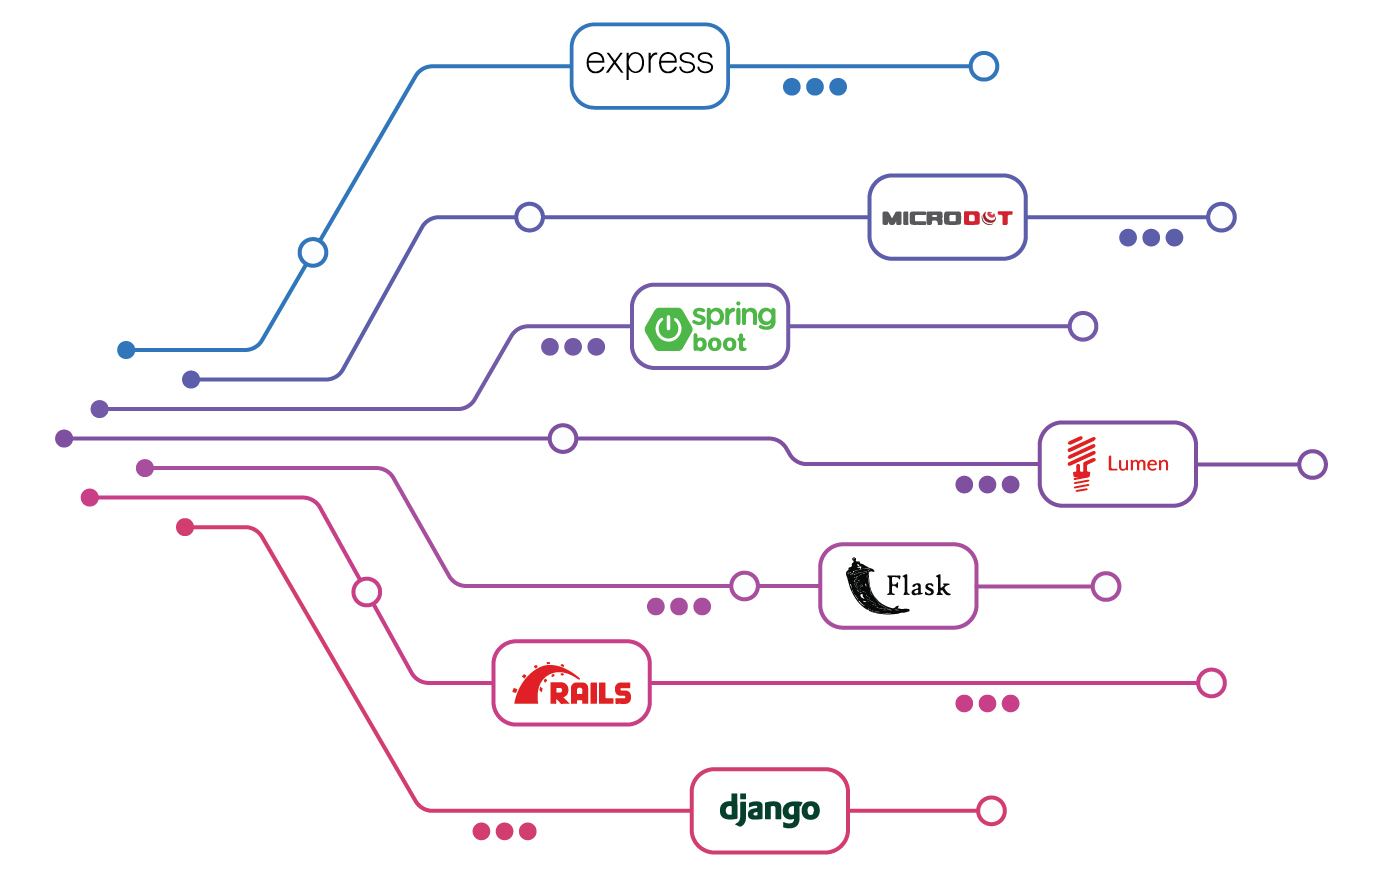 express
MICRODOT
spring
boot
Lumen
Flask
RAILS
django